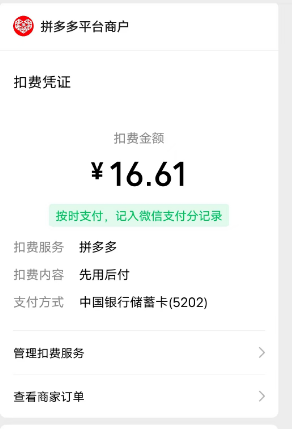 拼多多平台商户
扣费凭证
扣费金额
¥16.61
按时支付，记入微信支付分记录
扣费服务 拼多多
扣费内容 先用后付
支付方式 中国银行储蓄卡(5202)
管理扣费服务
查看商家订单